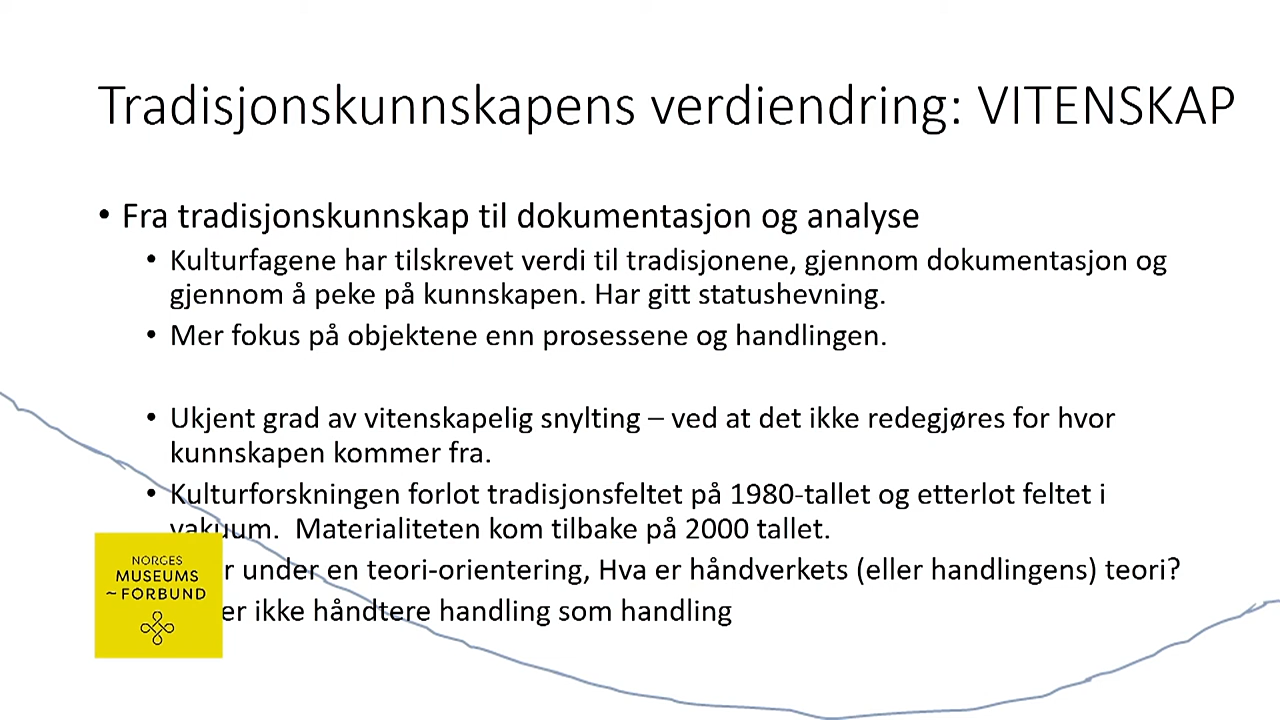 Tradisjonskunnskapens verdiendring: VITENSKAP
• Fra tradisjonskunnskap til dokumentasjon og analyse
• Kulturfagene har tilskrevet verdi til tradisjonene, gjennom dokumentasjon og
gjennom å peke på kunnskapen. Har gitt statushevning.
• Mer fokus på objektene enn prosessene og handlingen.
• Ukjent grad av vitenskapelig snylting – ved at det ikke redegjøres for hvor
kunnskapen kommer fra.
• Kulturforskningen forlot tradisjonsfeltet på 1980-tallet og etterlot feltet i
vakuum. Materialiteten kom tilbake på 2000 tallet.
under en teori-orientering, Hva er håndverkets (eller handlingens) teori?
ikke håndtere handling som handling
NORGES
MUSEUMS
~FORBUND